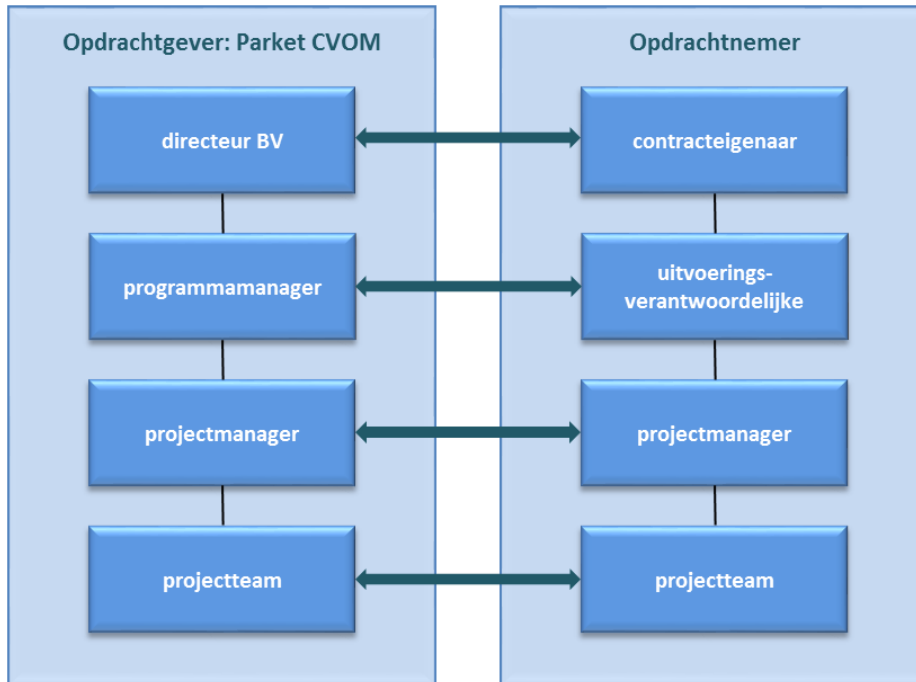 Opdrachtgever: Parket CVOM
directeur BV
programmamanager
projectmanager
projectteam
Opdrachtnemer
contracteigenaar
uitvoerings-
verantwoordelijke
projectmanager
projectteam